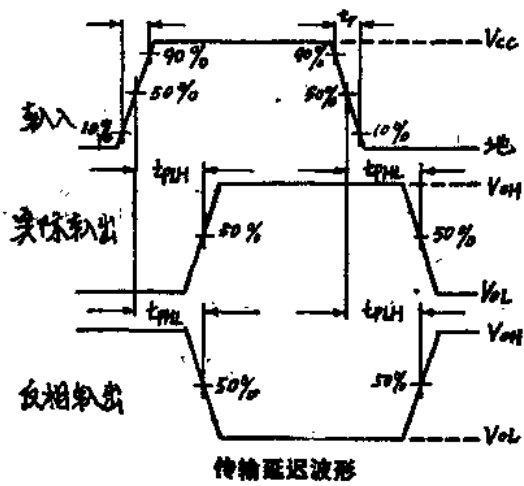 tr
VCC
90%
90%
50%
50%
输入
10%
10%
地
tPLH
tPHL
VOH
实际输出
50%
50%
VOL
tPHL
tPLH
VOH
反相输出
50%
50%
VOL
传输延迟波形